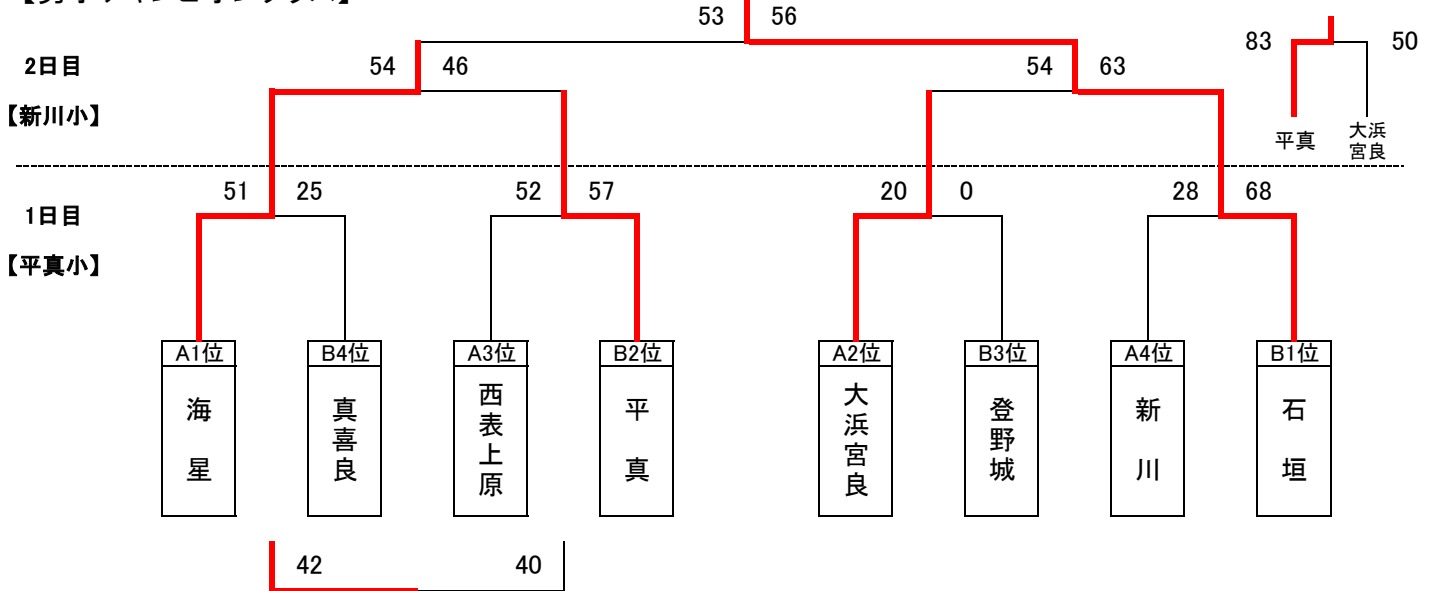 53 56
83 50
2日目
54 46
54 63
【新川小】
平真
大浜
宮良
51 25
52 57
20 0
28 68
1日目
【平真小】
A1位
B4位
A3位
B2位
A2位
B3位
A4位
B1位
海星
真喜良
西表上原
平真
大浜宮良
登野城
新川
石垣
42 40